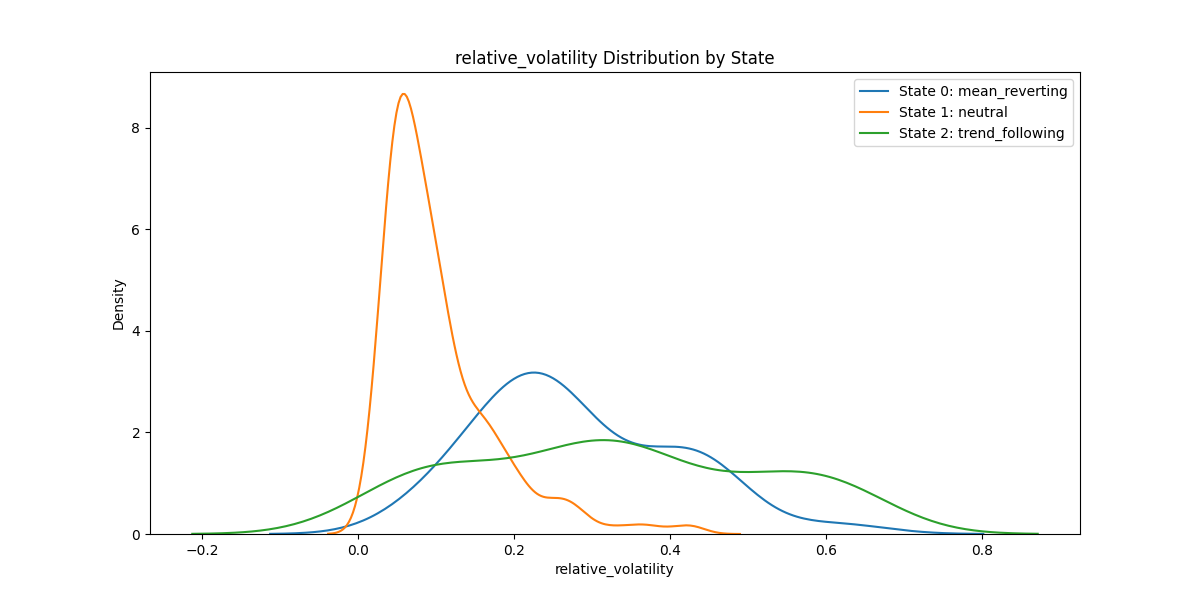 relative_volatility Distribution by State
State 0: mean_reverting
State 1: neutral
State 2: trend_following
Density
8
6
4
2
0
−0.2
0.0
0.2
0.4
0.6
0.8
relative_volatility